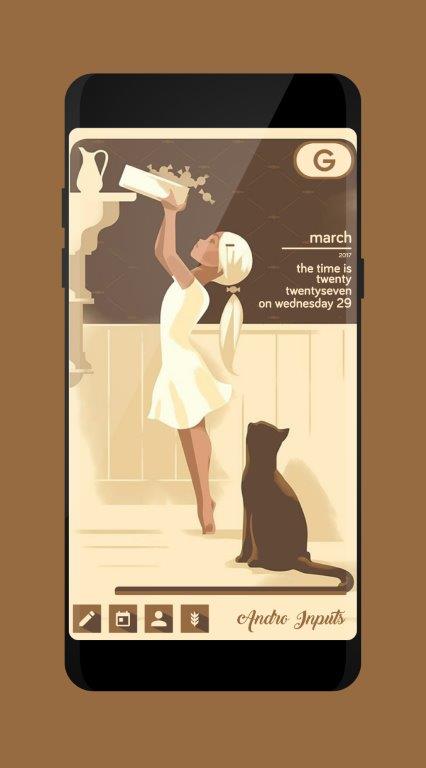 G
march
2017
the time is
twenty
twentyseven
on wednesday 29
Andro Inputs